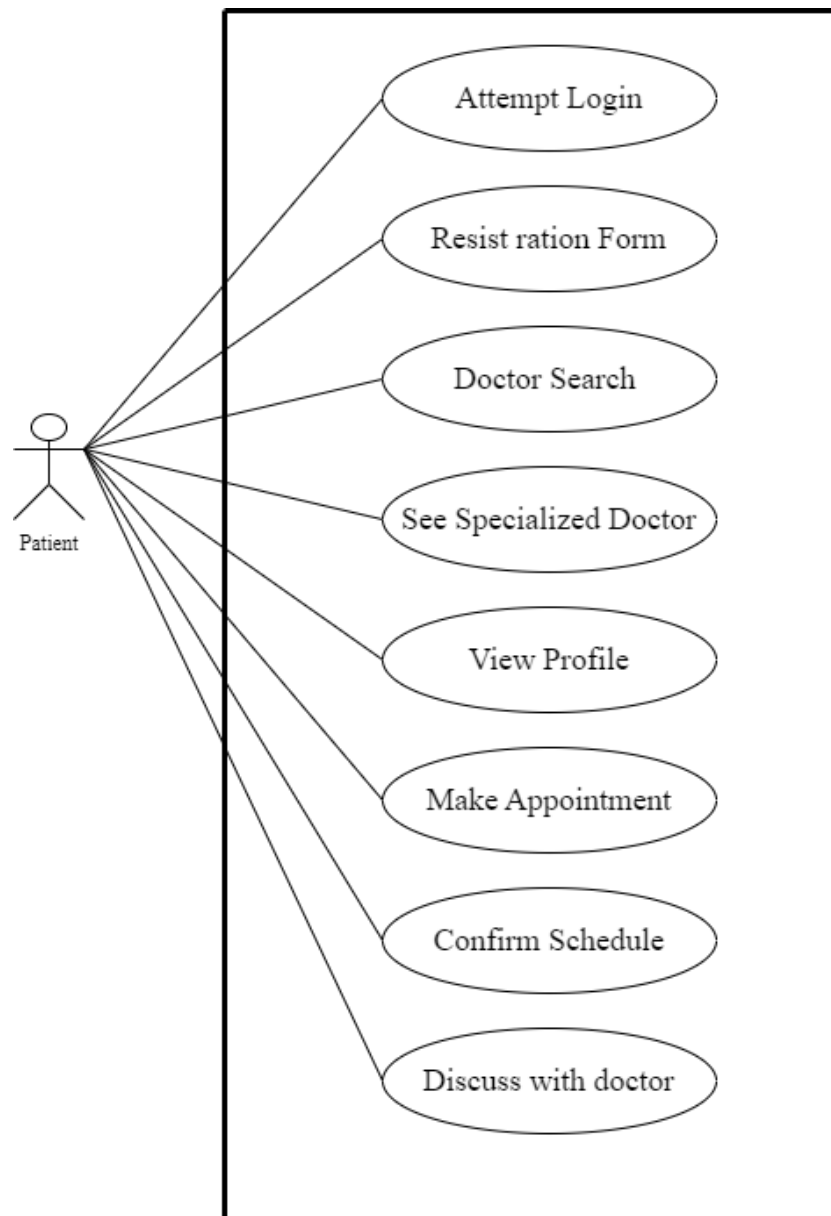 Attempt Login
Resist ration Form
Doctor Search
See Specialized Doctor
Patient
View Profile
Make Appointment
Confirm Schedule
Discuss with doctor